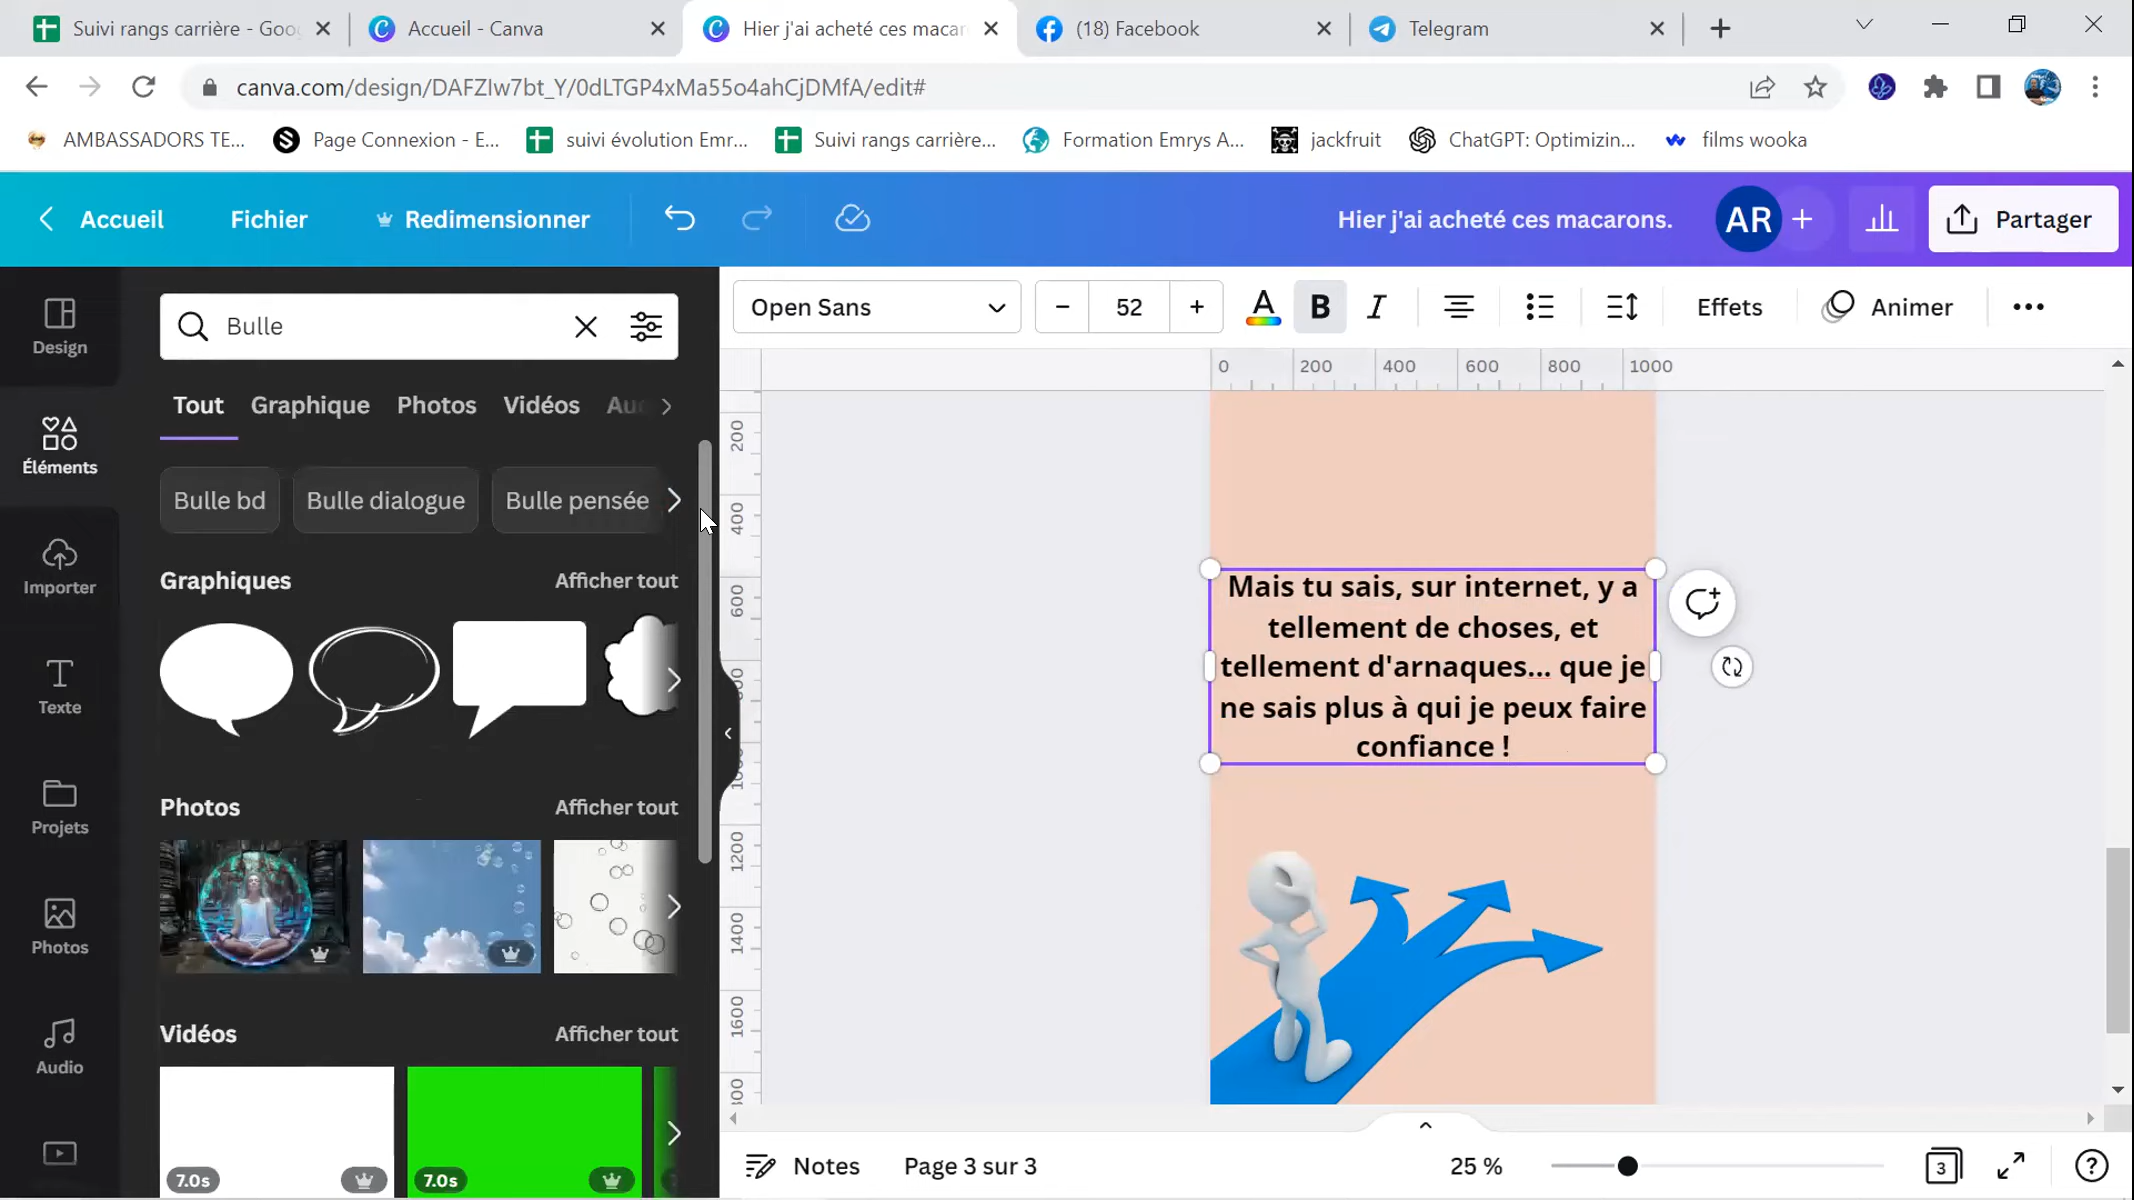 Suivi rangs carrière - Goo
Accueil - Canva
Hier j'ai acheté ces macar
(18) Facebook
Telegram
canva.com/design/DAFZIw7bt_Y/0dLTGP4xMa55o4ahCjDMfA/edit#
AMBASSADORS TE...
Page Connexion - E...
suivi évolution Emr...
Suivi rangs carrière...
Formation Emrys A...
jackfruit
ChatGPT: Optimizin...
films wooka
Accueil
Fichier
Redimensionner
Hier j'ai acheté ces macarons.
AR
Partager
Design
Éléments
Importer
Texte
Projets
Photos
Audio
Bulle
Tout
Graphique
Photos
Vidéos
Au
Bulle bd
Bulle dialogue
Bulle pensée
Graphiques
Afficher tout
Photos
Afficher tout
Vidéos
Afficher tout
7.0s
7.0s
Open Sans
52
A
B
I
Effets
Animer
0
200
400
600
800
1000
200
400
600
1200
1400
1600
Mais tu sais, sur internet, y a
tellement de choses, et
tellement d'arnaques... que je
ne sais plus à qui je peux faire
confiance !
Notes
Page 3 sur 3
25 %
3